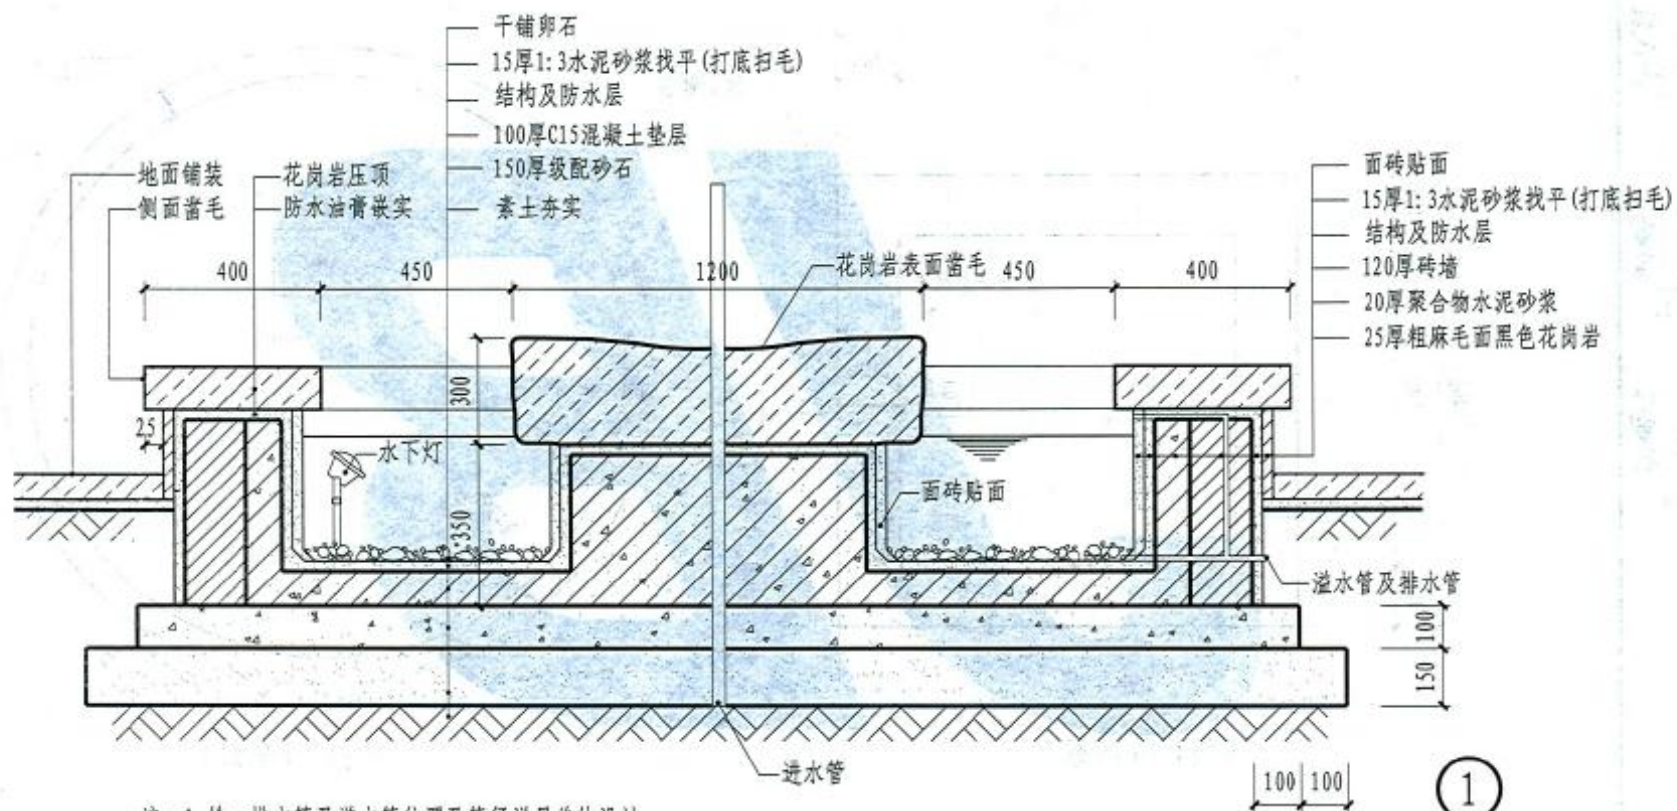 干铺卵石
15厚1:3水泥砂浆找平(打底扫毛)
结构及防水层
100厚C15混凝土垫层
150厚级配砂石
素土夯实
地面铺装
侧面凿毛
花岗岩压顶
防水油膏嵌实
面砖贴面
15厚1:3水泥砂浆找平(打底扫毛)
结构及防水层
120厚砖墙
20厚聚合物水泥砂浆
25厚粗麻毛面黑色花岗岩
400
450
1200
花岗岩表面凿毛
450
400
300
25
水下灯
350
面砖贴面
溢水管及排水管
100
150
进水管
100 100
1